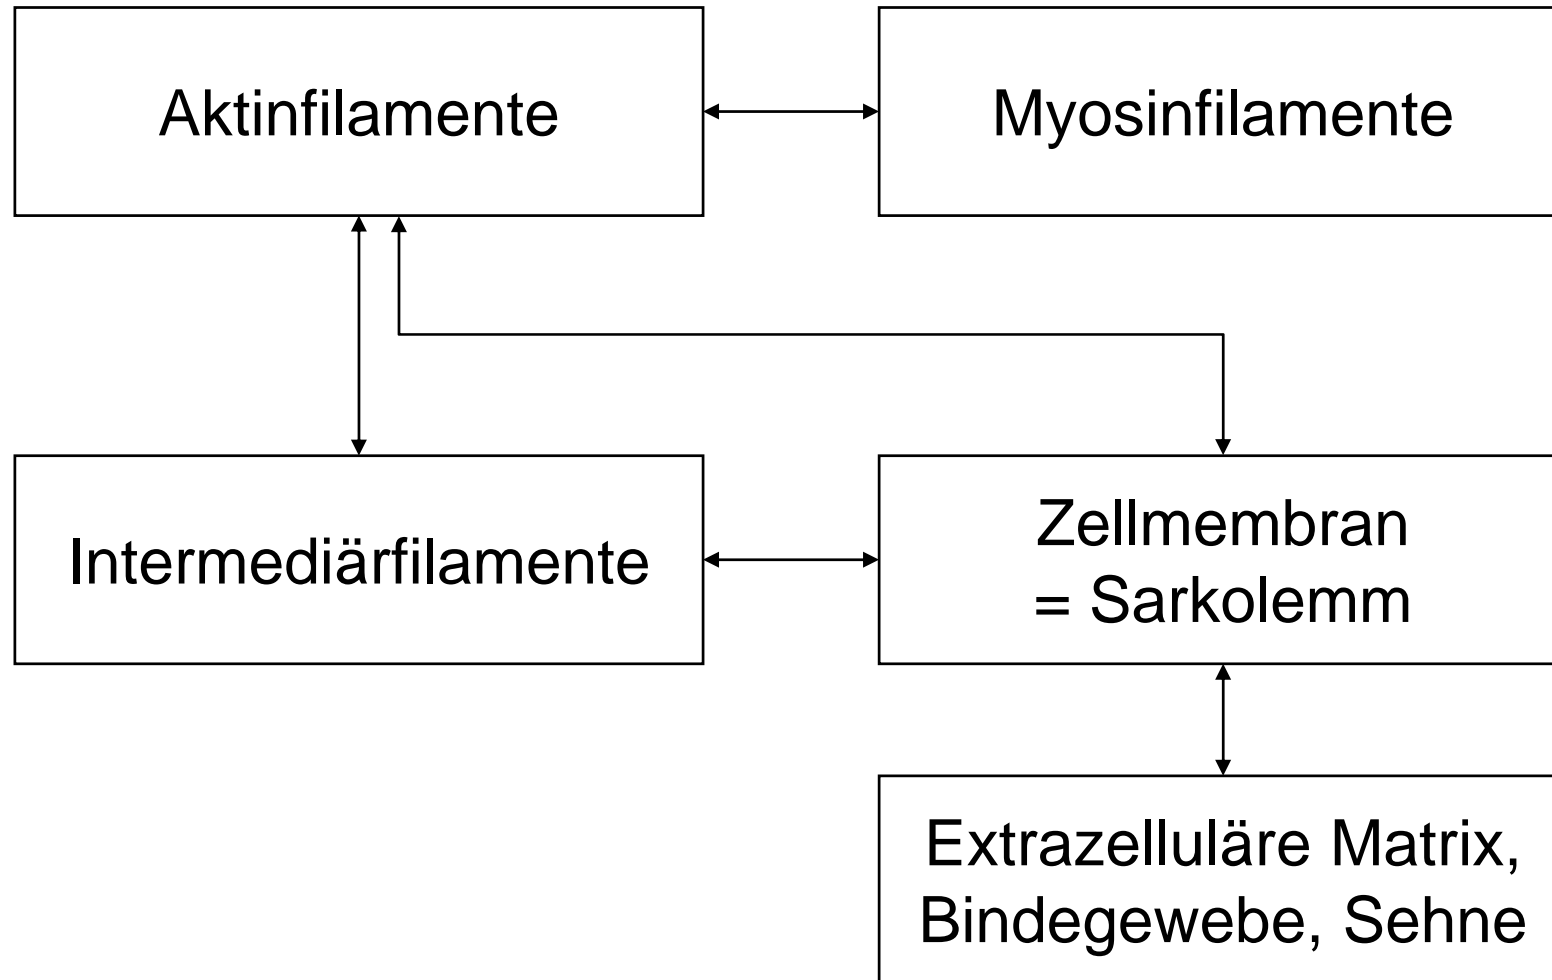 Aktinfilamente
Myosinfilamente
Intermediärfilamente
Zellmembran
= Sarkolemm
Extrazelluläre Matrix,
Bindegewebe, Sehne